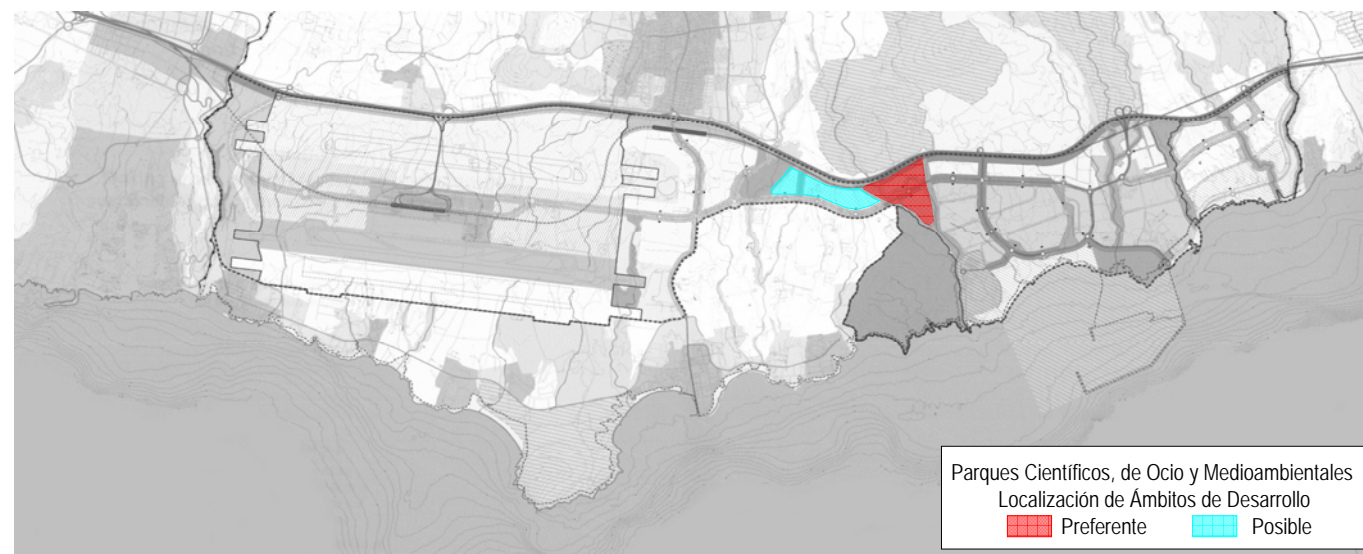 Parques Científicos, de Ocio y Medioambientales
Localización de Ámbitos de Desarrollo
Preferente Posible